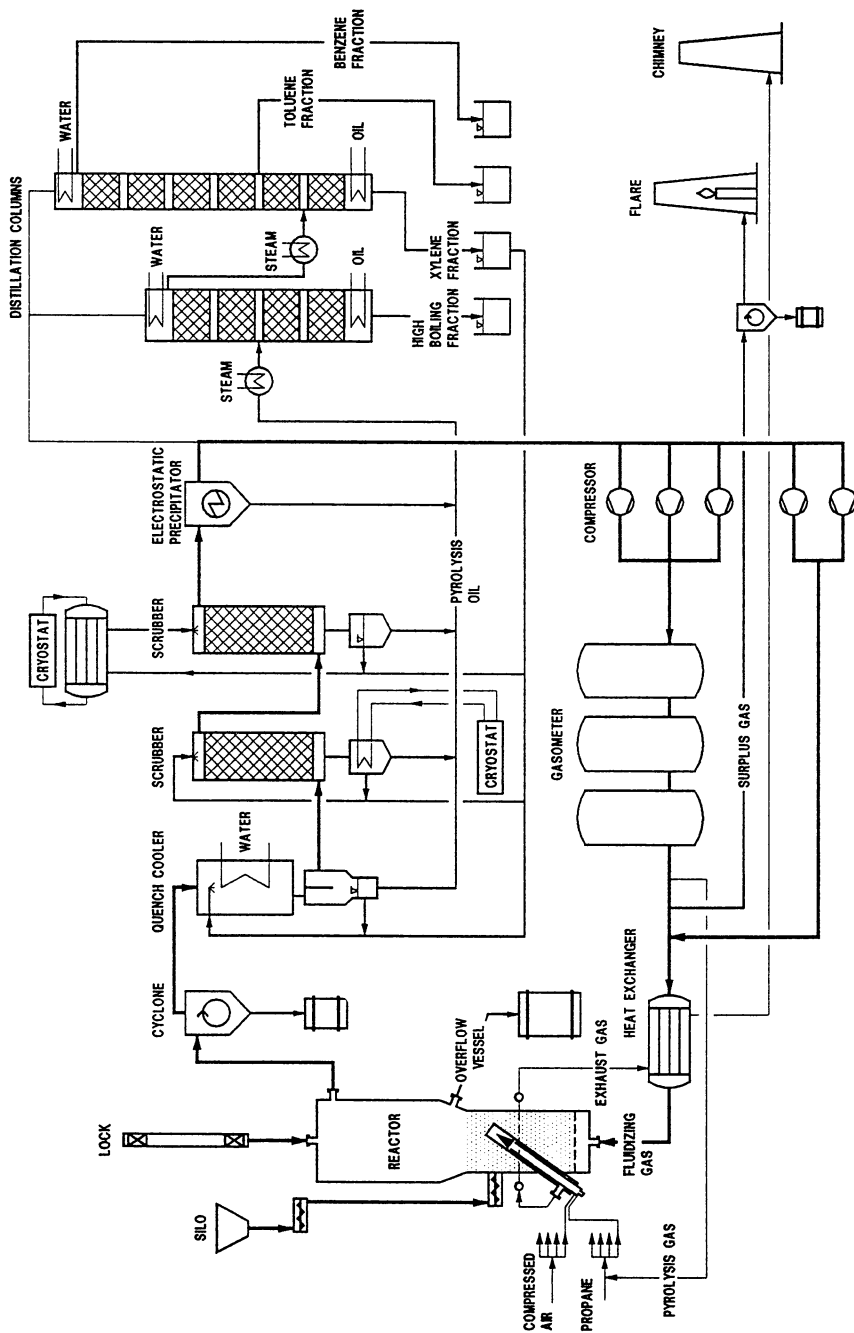 SILO
LOCK
CYCLONE
QUENCH COOLER
WATER
SCRUBBER
CRYOSTAT
SCRUBBER
CRYOSTAT
ELECTROSTATIC
PRECIPITATOR
DISTILLATION COLUMNS
STEAM
WATER
OIL
STEAM
WATER
OIL
BENZENE
FRACTION
TOLUENE
FRACTION
XYLENE
FRACTION
HIGH
BOILING
FRACTION
PYROLYSIS
OIL
REACTOR
OVERFLOW
VESSEL
COMPRESSED
AIR
PROPANE
PYROLYSIS GAS
FLUIDIZING
GAS
EXHAUST GAS
HEAT EXCHANGER
GASOMETER
SURPLUS GAS
COMPRESSOR
FLARE
CHIMNEY